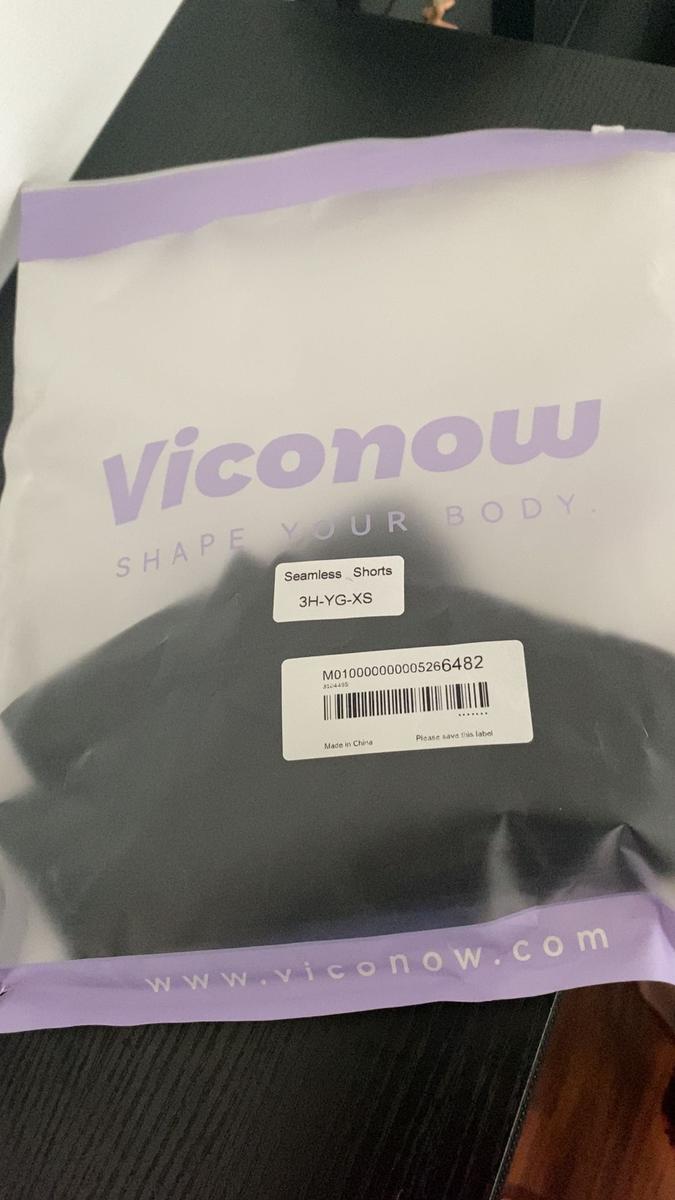 Viconow
SHAPE YOUR BODY.
Seamless Shorts
3H-YG-XS
M010000000005266482
Made in China Please save this label
www.viconow.com